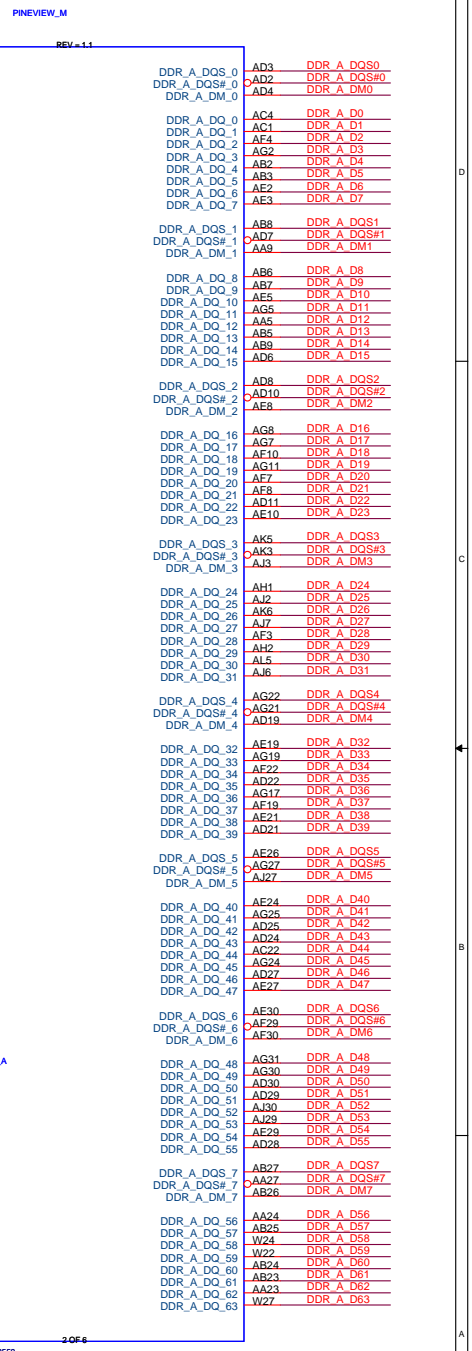 PINEVIEW_M
REV = 1.1
DDR_A_DQS_0 AD3 DDR_A_DQS0
DDR_A_DQS#_0 AD2 DDR_A_DQS#0
DDR_A_DM_0 AD4 DDR_A_DM0
DDR_A_DQ_0 AC4 DDR_A_D0
DDR_A_DQ_1 AC1 DDR_A_D1
DDR_A_DQ_2 AF4 DDR_A_D2
DDR_A_DQ_3 AG2 DDR_A_D3
DDR_A_DQ_4 AB2 DDR_A_D4
DDR_A_DQ_5 AB3 DDR_A_D5
DDR_A_DQ_6 AE2 DDR_A_D6
DDR_A_DQ_7 AE3 DDR_A_D7
D
DDR_A_DQS_1 AB8 DDR_A_DQS1
DDR_A_DQS#_1 AD7 DDR_A_DQS#1
DDR_A_DM_1 AA9 DDR_A_DM1
DDR_A_DQ_8 AB6 DDR_A_D8
DDR_A_DQ_9 AB7 DDR_A_D9
DDR_A_DQ_10 AE5 DDR_A_D10
DDR_A_DQ_11 AG5 DDR_A_D11
DDR_A_DQ_12 AA5 DDR_A_D12
DDR_A_DQ_13 AB5 DDR_A_D13
DDR_A_DQ_14 AB9 DDR_A_D14
DDR_A_DQ_15 AD6 DDR_A_D15
DDR_A_DQS_2 AD8 DDR_A_DQS2
DDR_A_DQS#_2 AD10 DDR_A_DQS#2
DDR_A_DM_2 AE8 DDR_A_DM2
DDR_A_DQ_16 AG8 DDR_A_D16
DDR_A_DQ_17 AG7 DDR_A_D17
DDR_A_DQ_18 AF10 DDR_A_D18
DDR_A_DQ_19 AG11 DDR_A_D19
DDR_A_DQ_20 AF7 DDR_A_D20
DDR_A_DQ_21 AF8 DDR_A_D21
DDR_A_DQ_22 AD11 DDR_A_D22
DDR_A_DQ_23 AE10 DDR_A_D23
DDR_A_DQS_3 AK5 DDR_A_DQS3
DDR_A_DQS#_3 AK3 DDR_A_DQS#3
DDR_A_DM_3 AJ3 DDR_A_DM3
C
DDR_A_DQ_24 AH1 DDR_A_D24
DDR_A_DQ_25 AJ2 DDR_A_D25
DDR_A_DQ_26 AK6 DDR_A_D26
DDR_A_DQ_27 AJ7 DDR_A_D27
DDR_A_DQ_28 AF3 DDR_A_D28
DDR_A_DQ_29 AH2 DDR_A_D29
DDR_A_DQ_30 AL5 DDR_A_D30
DDR_A_DQ_31 AJ6 DDR_A_D31
DDR_A_DQS_4 AG22 DDR_A_DQS4
DDR_A_DQS#_4 AG21 DDR_A_DQS#4
DDR_A_DM_4 AD19 DDR_A_DM4
DDR_A_DQ_32 AE19 DDR_A_D32
DDR_A_DQ_33 AG19 DDR_A_D33
DDR_A_DQ_34 AF22 DDR_A_D34
DDR_A_DQ_35 AD22 DDR_A_D35
DDR_A_DQ_36 AG17 DDR_A_D36
DDR_A_DQ_37 AF19 DDR_A_D37
DDR_A_DQ_38 AE21 DDR_A_D38
DDR_A_DQ_39 AD21 DDR_A_D39
DDR_A_DQS_5 AE26 DDR_A_DQS5
DDR_A_DQS#_5 AG27 DDR_A_DQS#5
DDR_A_DM_5 AJ27 DDR_A_DM5
DDR_A_DQ_40 AE24 DDR_A_D40
DDR_A_DQ_41 AG25 DDR_A_D41
DDR_A_DQ_42 AD25 DDR_A_D42
DDR_A_DQ_43 AD24 DDR_A_D43
DDR_A_DQ_44 AC22 DDR_A_D44
DDR_A_DQ_45 AG24 DDR_A_D45
DDR_A_DQ_46 AD27 DDR_A_D46
DDR_A_DQ_47 AE27 DDR_A_D47
B
DDR_A_DQS_6 AE30 DDR_A_DQS6
DDR_A_DQS#_6 AF29 DDR_A_DQS#6
DDR_A_DM_6 AF30 DDR_A_DM6
_A
DDR_A_DQ_48 AG31 DDR_A_D48
DDR_A_DQ_49 AG30 DDR_A_D49
DDR_A_DQ_50 AD30 DDR_A_D50
DDR_A_DQ_51 AD29 DDR_A_D51
DDR_A_DQ_52 AJ30 DDR_A_D52
DDR_A_DQ_53 AJ29 DDR_A_D53
DDR_A_DQ_54 AE29 DDR_A_D54
DDR_A_DQ_55 AD28 DDR_A_D55
DDR_A_DQS_7 AB27 DDR_A_DQS7
DDR_A_DQS#_7 AA27 DDR_A_DQS#7
DDR_A_DM_7 AB26 DDR_A_DM7
DDR_A_DQ_56 AA24 DDR_A_D56
DDR_A_DQ_57 AB25 DDR_A_D57
DDR_A_DQ_58 W24 DDR_A_D58
DDR_A_DQ_59 W22 DDR_A_D59
DDR_A_DQ_60 AB24 DDR_A_D60
DDR_A_DQ_61 AB23 DDR_A_D61
DDR_A_DQ_62 AA23 DDR_A_D62
DDR_A_DQ_63 W27 DDR_A_D63
A
2 OF 6